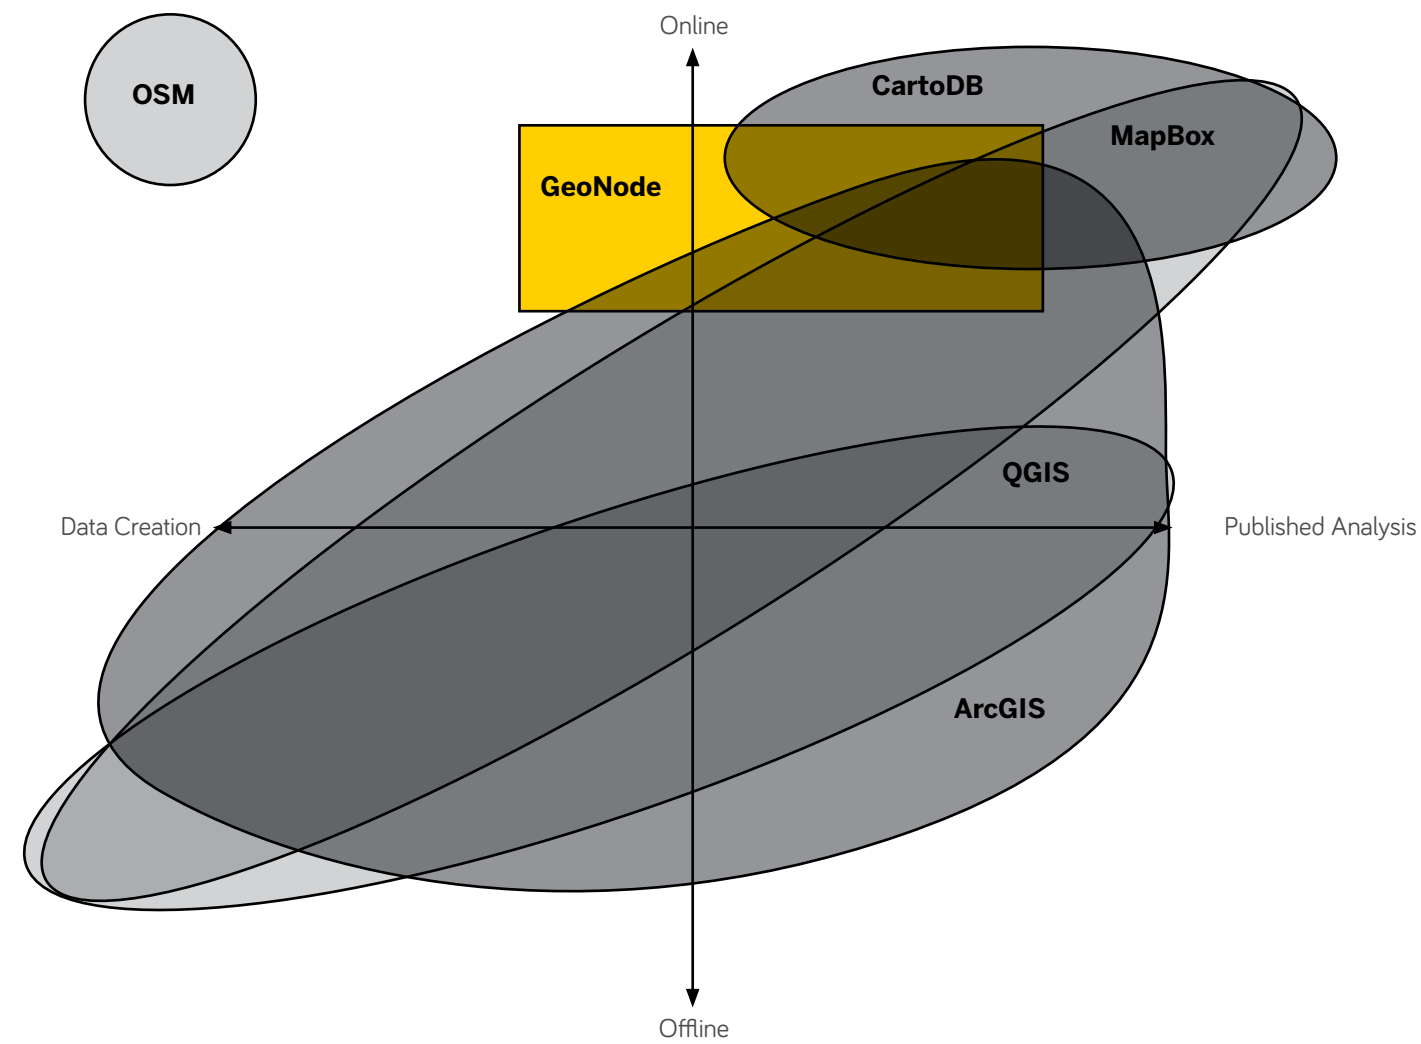 Online
OSM
CartoDB
MapBox
GeoNode
QGIS
Data Creation
Published Analysis
ArcGIS
Offline